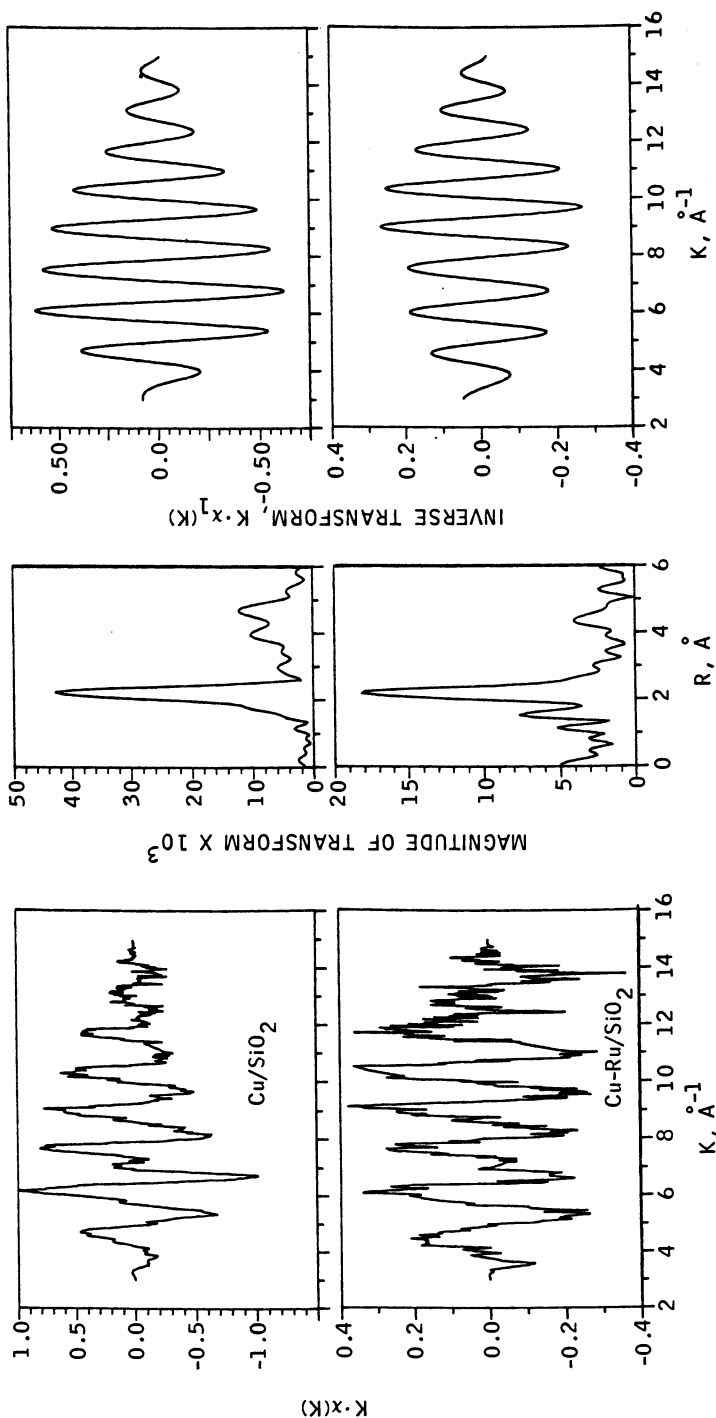 K·χ(K)
1.0
0.5
0.0
-0.5
-1.0
Cu/SiO₂
0.4
0.2
0.0
-0.2
-0.4
Cu-Ru/SiO₂
2 4 6 8 10 12 14 16
K, Å⁻¹
MAGNITUDE OF TRANSFORM X 10³
50
40
30
20
10
0
20
15
10
5
0
0 2 4 6
R, Å
INVERSE TRANSFORM, K·χ₁(K)
0.50
0.0
-0.50
0.4
0.2
0.0
-0.2
-0.4
2 4 6 8 10 12 14 16
K, Å⁻¹